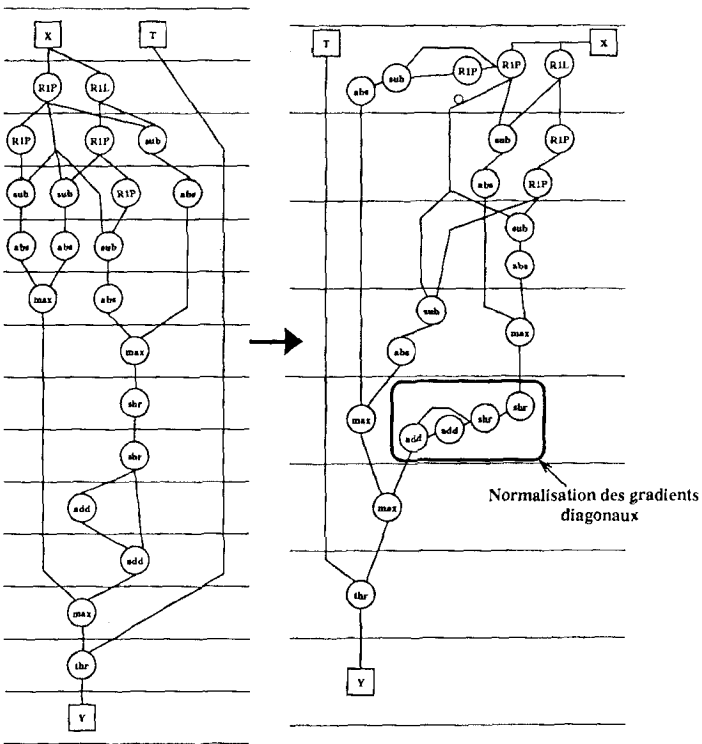 X T
R1P R1L
R1P R1P sub
sub sub R1P abs
abs abs sub
max abs
max
shr
shr
add
add
max
thr
Y
T X
abs sub R1P R1P R1L
sub R1P
abs R1P
sub
abs
sub
max
abs
max add add shr shr
Normalisation des gradients
diagonaux
max
thr
Y